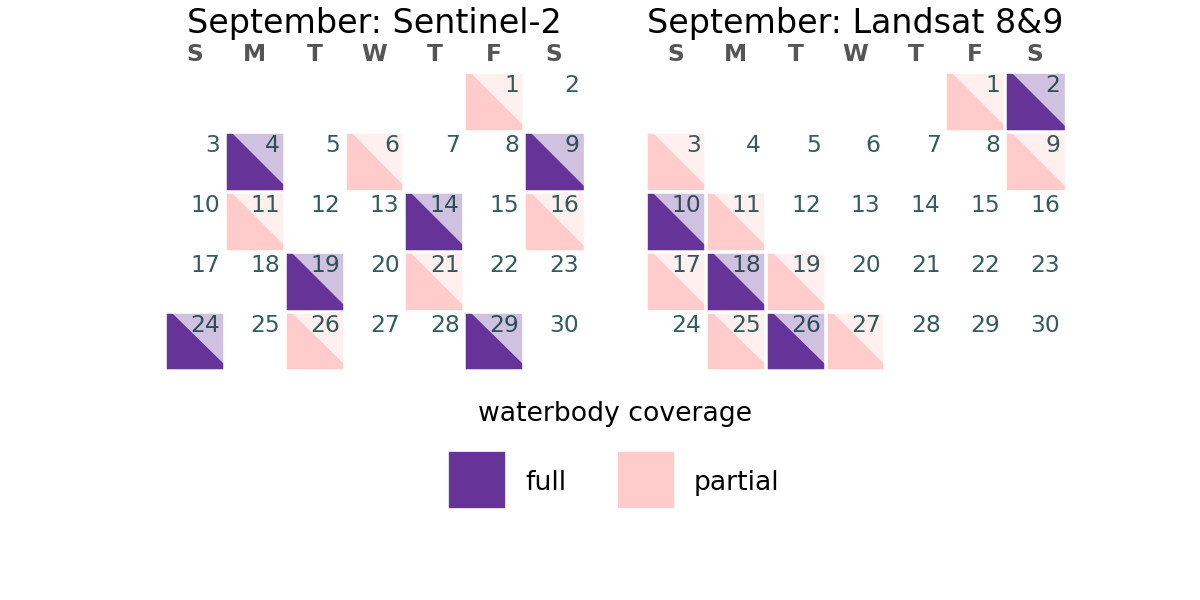 September: Sentinel-2
S M T W T F S
1 2
3 4 5 6 7 8 9
10 11 12 13 14 15 16
17 18 19 20 21 22 23
24 25 26 27 28 29 30
September: Landsat 8&9
S M T W T F S
1 2
3 4 5 6 7 8 9
10 11 12 13 14 15 16
17 18 19 20 21 22 23
24 25 26 27 28 29 30
waterbody coverage
full partial